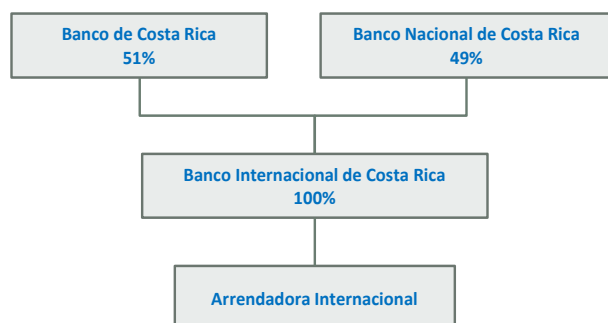 Banco de Costa Rica
51%
Banco Nacional de Costa Rica
49%
Banco Internacional de Costa Rica
100%
Arrendadora Internacional